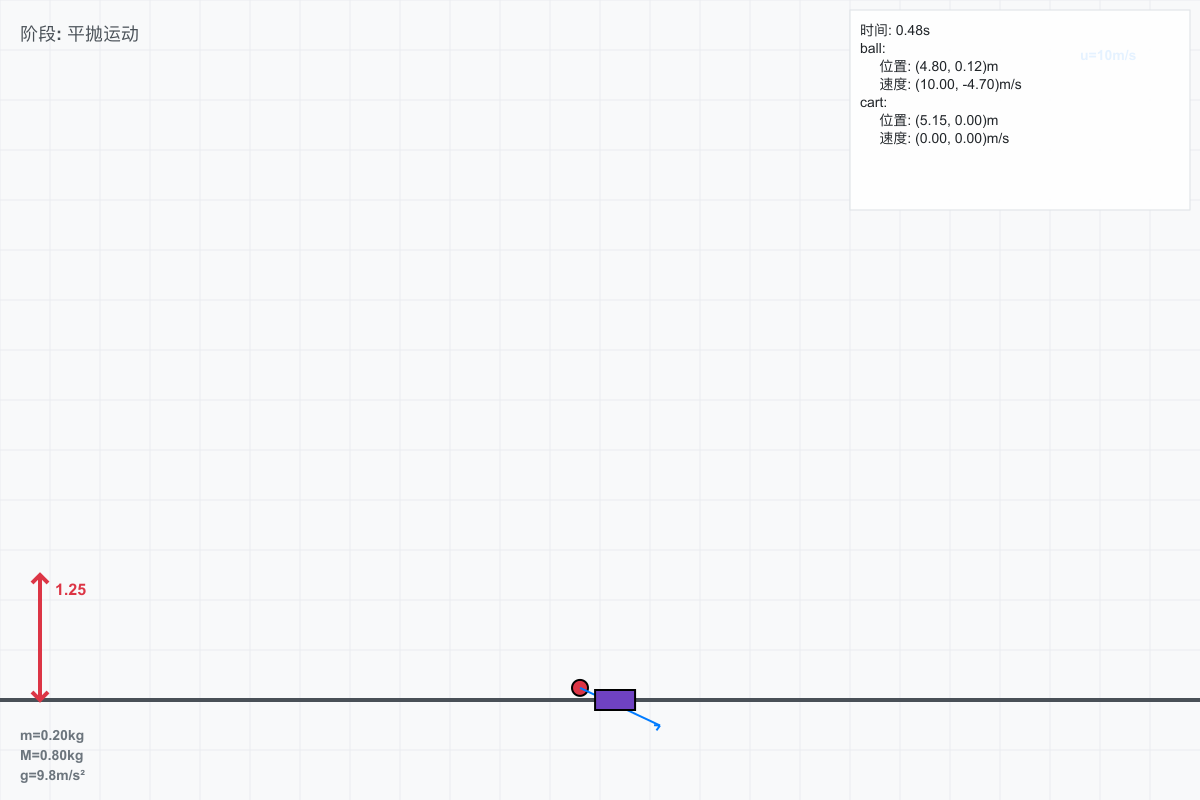 阶段: 平抛运动
时间: 0.48s
ball:
位置: (4.80, 0.12)m
速度: (10.00, -4.70)m/s
cart:
位置: (5.15, 0.00)m
速度: (0.00, 0.00)m/s
u=10m/s
1.25
m=0.20kg
M=0.80kg
g=9.8m/s²